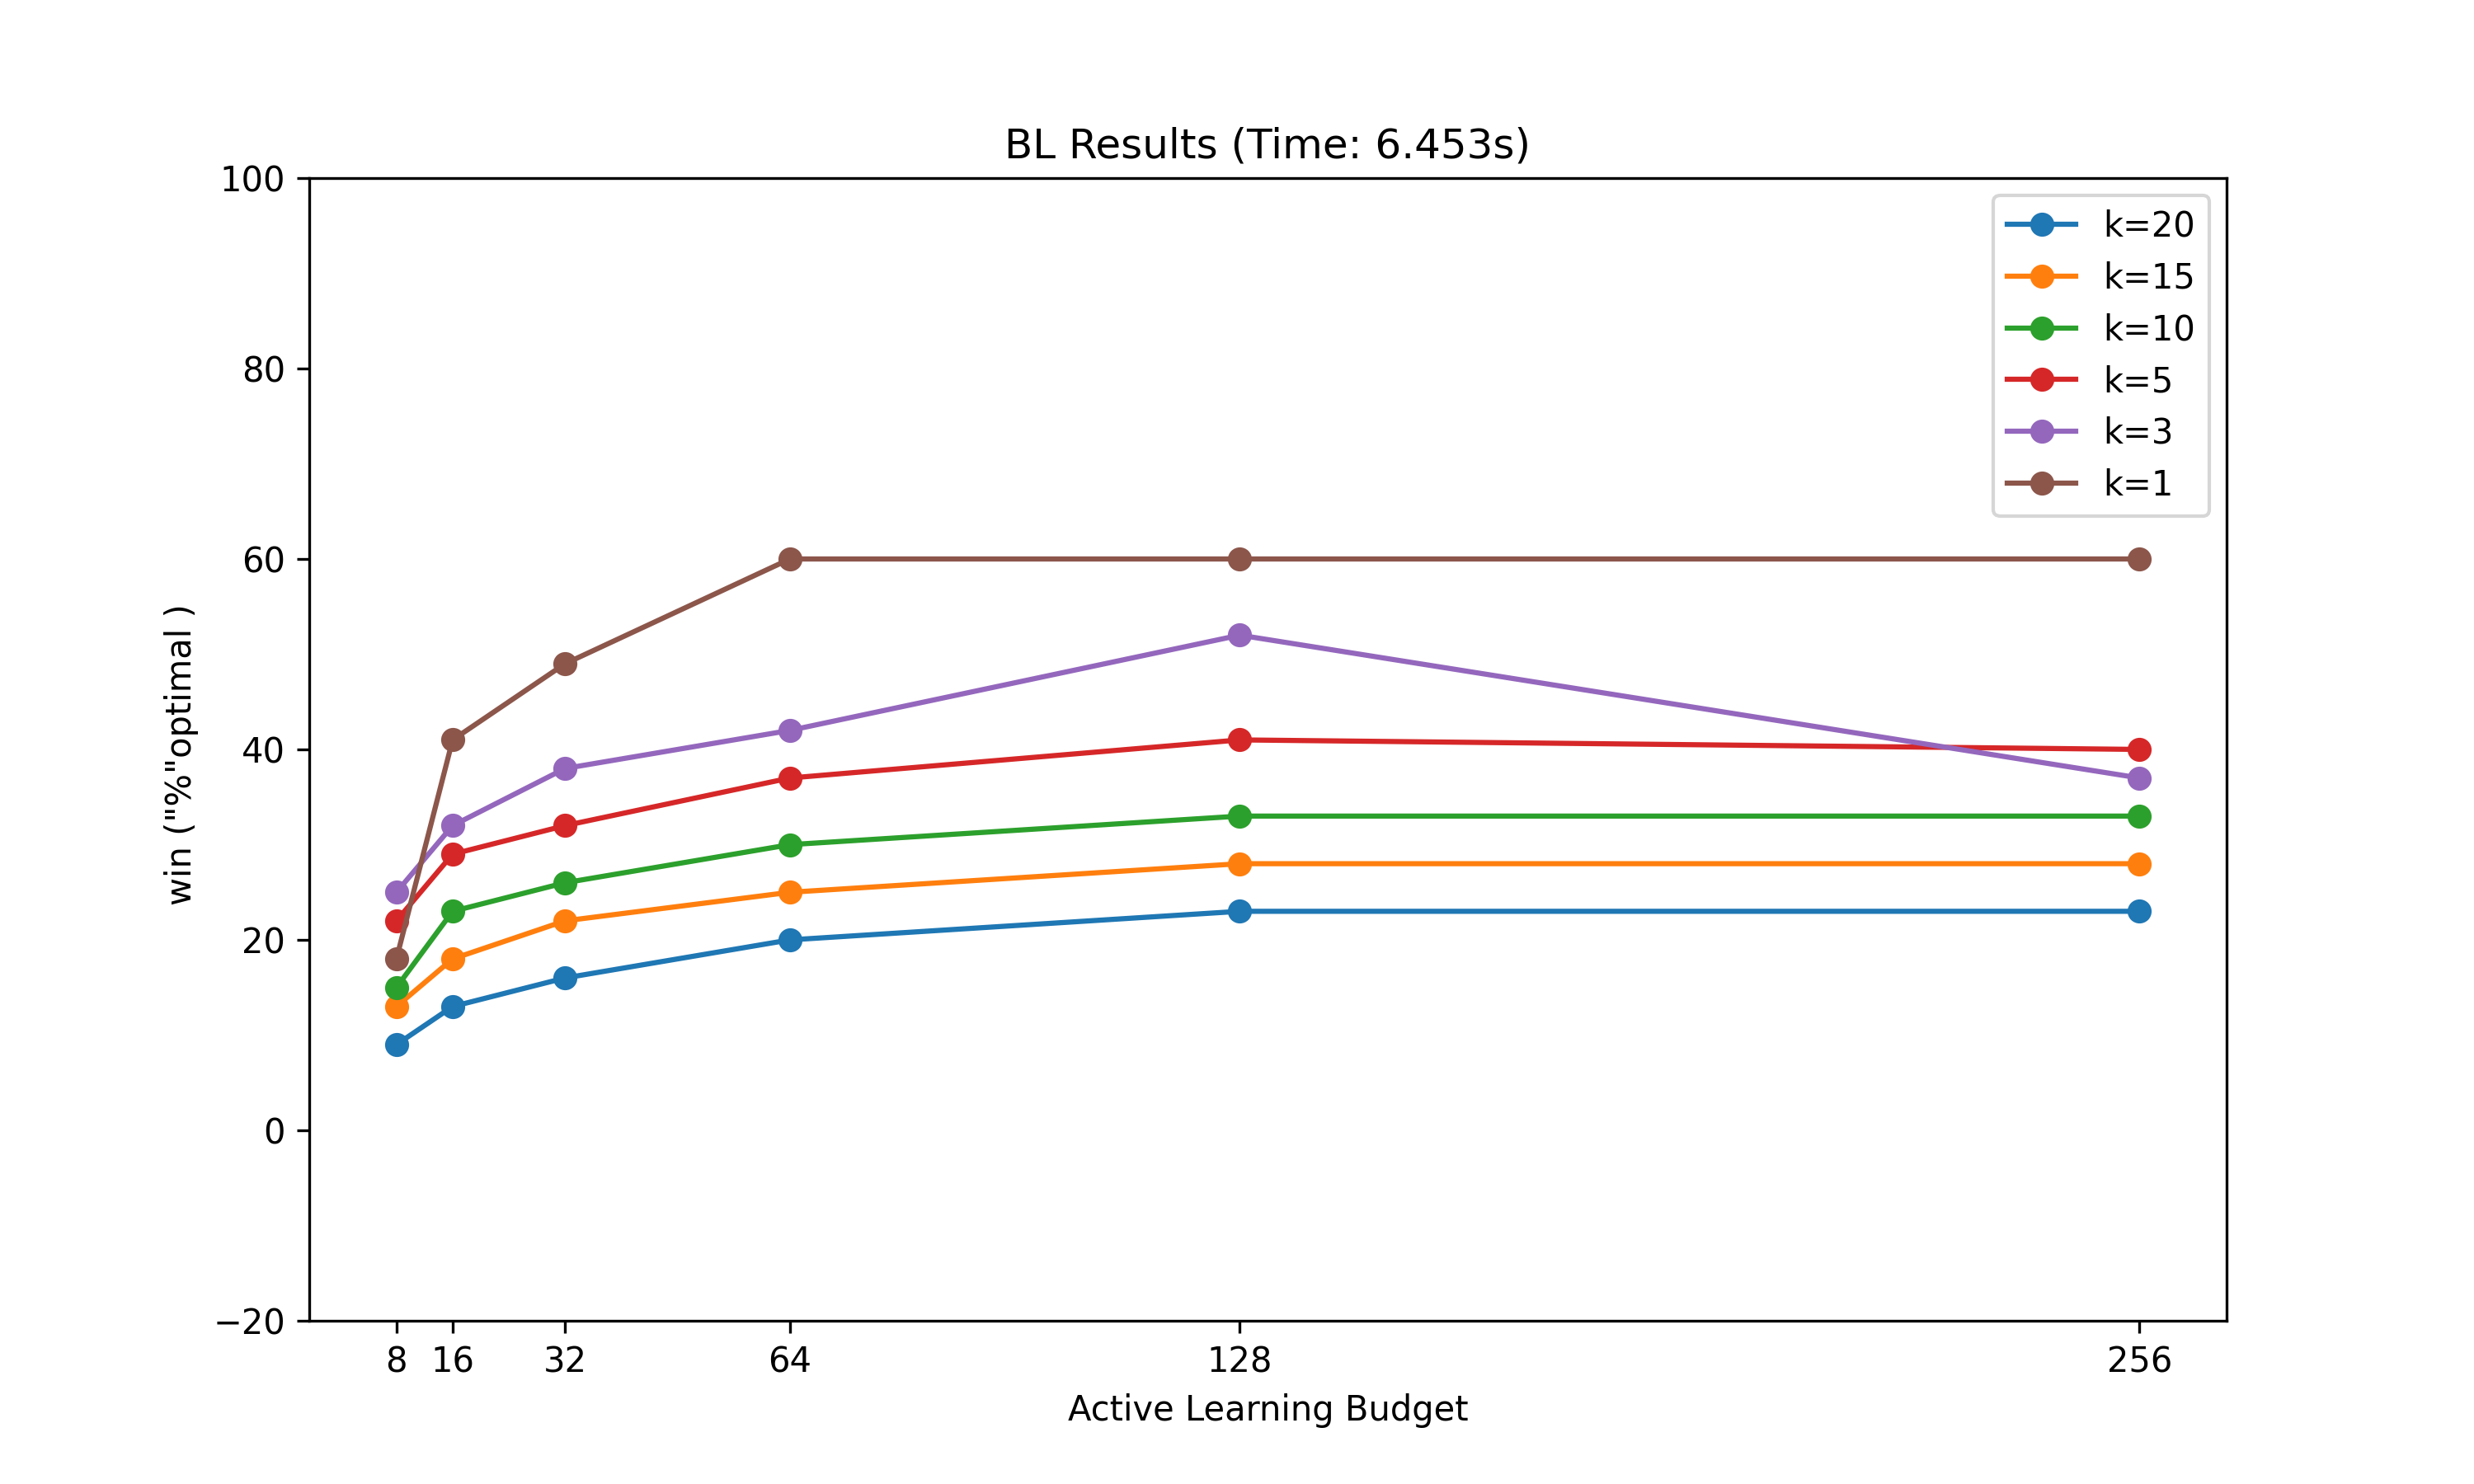 BL Results (Time: 6.453s)
100
80
60
40
20
0
−20
win ("%"optimal )
k=20
k=15
k=10
k=5
k=3
k=1
8 16 32 64 128 256
Active Learning Budget